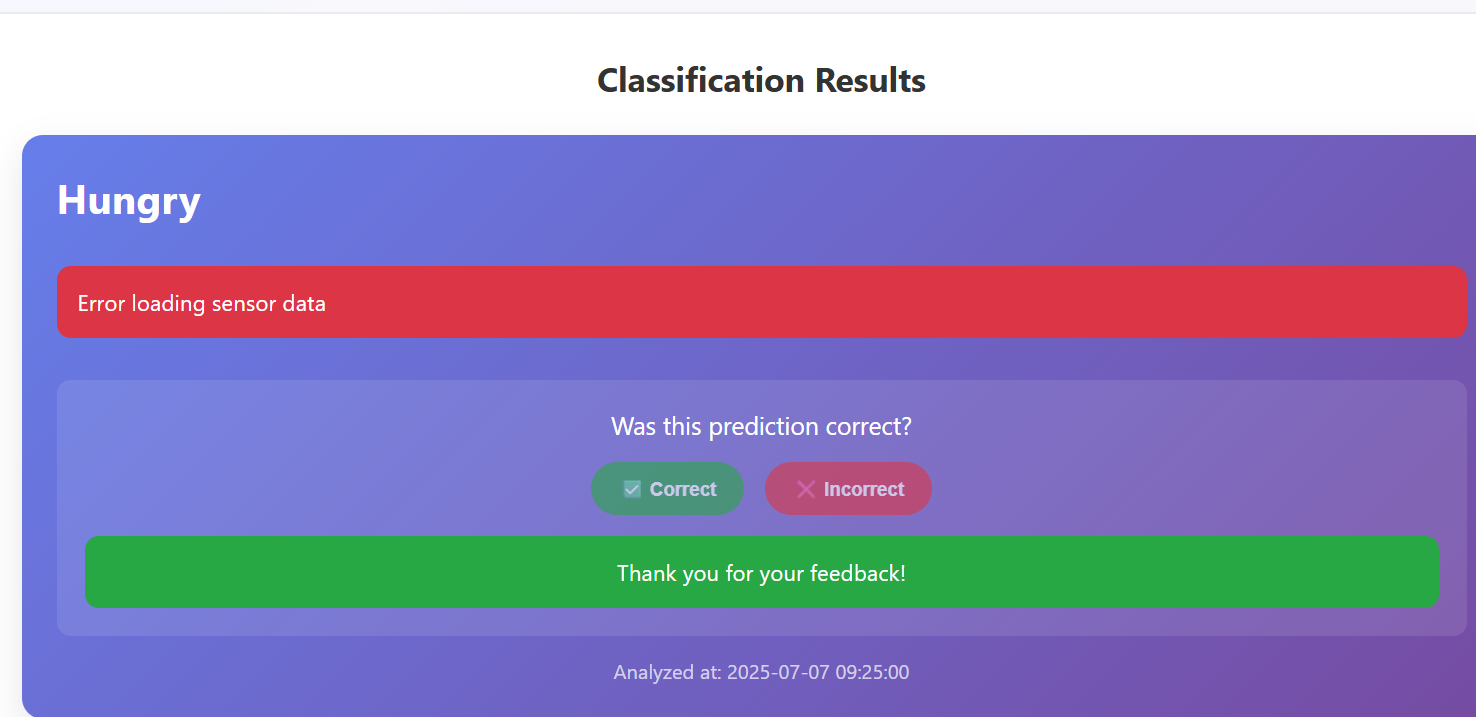 Classification Results
Hungry
Error loading sensor data
Was this prediction correct?
✅ Correct ❌ Incorrect
Thank you for your feedback!
Analyzed at: 2025-07-07 09:25:00